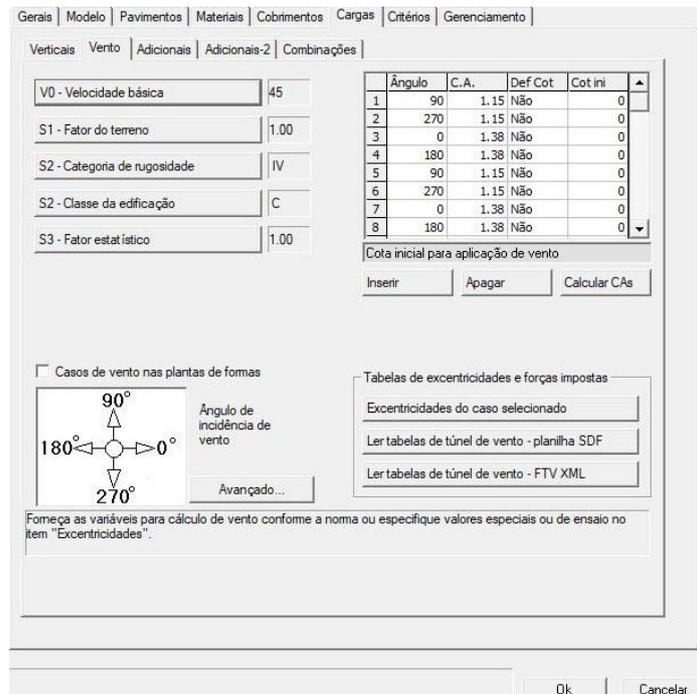 Gerais Modelo Pavimentos Materiais Cobrimentos Cargas Critérios Gerenciamento
Verticais Vento Adicionais Adicionais-2 Combinações
V0 - Velocidade básica 45
S1 - Fator do terreno 1.00
S2 - Categoria de rugosidade IV
S2 - Classe da edificação C
S3 - Fator estatístico 1.00
Ângulo C.A. Def Cot Cot ini
1 90 1.15 Não 0
2 270 1.15 Não 0
3 0 1.38 Não 0
4 180 1.38 Não 0
5 90 1.15 Não 0
6 270 1.15 Não 0
7 0 1.38 Não 0
8 180 1.38 Não 0
Cota inicial para aplicação de vento
Inserir Apagar Calcular CAs
Casos de vento nas plantas de formas
90°
180° 0°
270°
Ângulo de
incidência de
vento
Avançado...
Tabelas de excentricidades e forças impostas
Excentricidades do caso selecionado
Ler tabelas de túnel de vento - planilha SDF
Ler tabelas de túnel de vento - FTV XML
Forneça as variáveis para cálculo de vento conforme a norma ou especifique valores especiais ou de ensaio no
item "Excentricidades".
Ok Cancelar